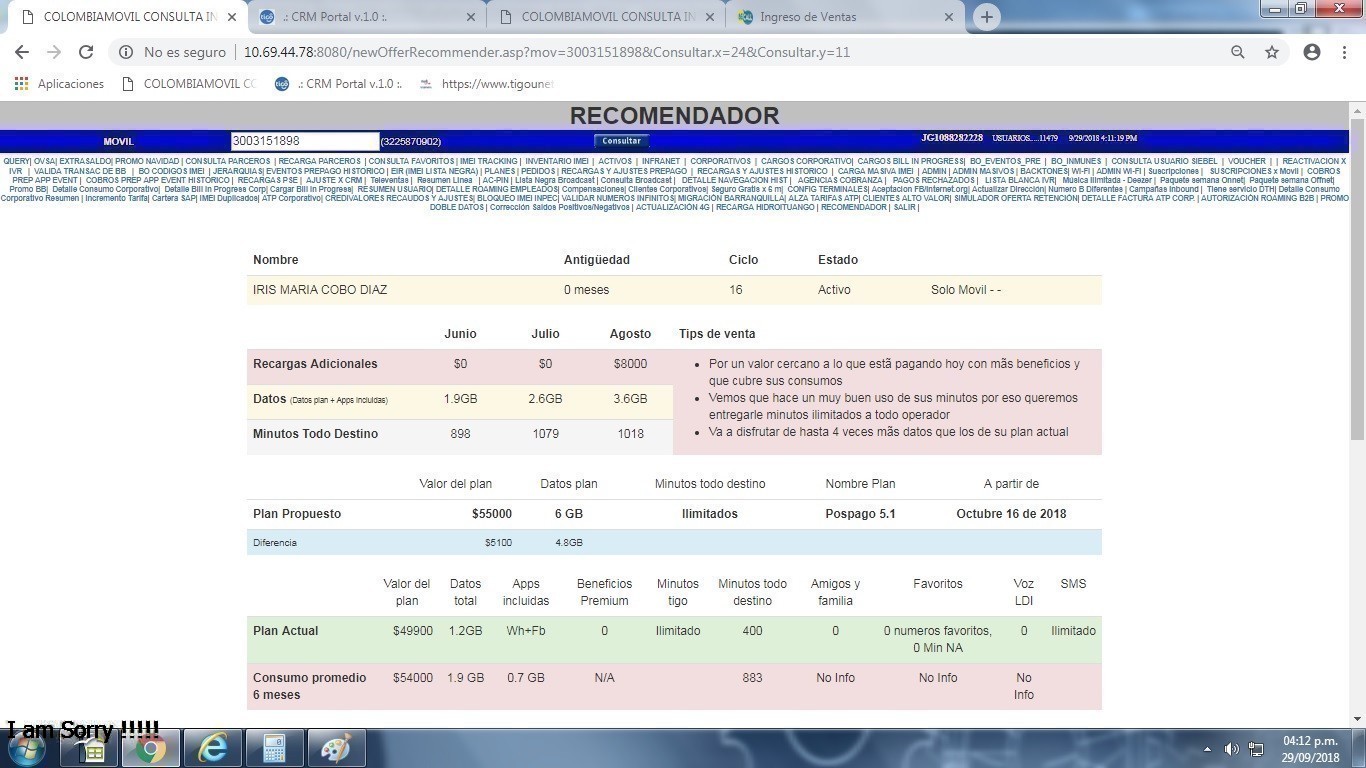 COLOMBIAMOVIL CONSULTA IN
.: CRM Portal v.1.0 :.
COLOMBIAMOVIL CONSULTA IN
Ingreso de Ventas
No es seguro
10.69.44.78:8080/newOfferRecommender.asp?mov=3003151898&Consultar.x=24&Consultar.y=11
Aplicaciones
COLOMBIAMOVIL CO
.: CRM Portal v.1.0 :.
https://www.tigoune
RECOMENDADOR
MOVIL 3003151898 (3225870902) Consultar JG1088282228 USUARIOS....11479 9/29/2018 4:11:19 PM
QUERY| OVSA| EXTRASALDO| PROMO NAVIDAD | CONSULTA PARCEROS | RECARGA PARCEROS | CONSULTA FAVORITOS | IMEI TRACKING | INVENTARIO IMEI | ACTIVOS | INFRANET | CORPORATIVOS | CARGOS CORPORATIVO| CARGOS BILL IN PROGRESS| BO_EVENTOS_PRE | BO_INMUNES | CONSULTA USUARIO SIEBEL | VOUCHER | | REACTIVACION X
IVR | VALIDA TRANSAC DE BB | BO CODIGOS IMEI | JERARQUIAS| EVENTOS PREPAGO HISTORICO | EIR (IMEI LISTA NEGRA) | PLANES | PEDIDOS | RECARGAS Y AJUSTES PREPAGO | RECARGAS Y AJUSTES HISTORICO | CARGA MASIVA IMEI | ADMIN | ADMIN MASIVOS | BACKTONES| WI-FI | ADMIN WI-FI | Suscripciones | SUSCRIPCIONES x Movil | COBROS
PREP APP EVENT | COBROS PREP APP EVENT HISTORICO | RECARGAS PSE | AJUSTE X CRM | Televentas | Resumen Linea | AC-PIN | Lista Negra Broadcast | Consulta Broadcast | DETALLE NAVEGACION HIST | AGENCIAS COBRANZA | PAGOS RECHAZADOS | LISTA BLANCA IVR| Música Ilimitada - Deezer | Paquete semana Onnet| Paquete semana Offnet|
Promo BB| Detalle Consumo Corporativo| Detalle Bill in Progress Corp| Cargar Bill in Progress| RESUMEN USUARIO| DETALLE ROAMING EMPLEADOS| Compensaciones| Clientes Corporativos| Seguro Gratis x 6 m| CONFIG TERMINALES| Aceptacion FB/Internet.org| Actualizar Dirección| Numero B Diferentes | Campañas Inbound | Tiene servicio DTH| Detalle Consumo
Corporativo Resumen | Incremento Tarifa| Cartera SAP| IMEI Duplicados| ATP Corporativo| CREDIVALORES RECAUDOS Y AJUSTES| BLOQUEO IMEI INPEC| VALIDAR NUMEROS INFINITOS| MIGRACIÓN BARRANQUILLA| ALZA TARIFAS ATP| CLIENTES ALTO VALOR| SIMULADOR OFERTA RETENCIÓN| DETALLE FACTURA ATP CORP. | AUTORIZACIÓN ROAMING B2B | PROMO
DOBLE DATOS | Corrección Saldos Positivos/Negativos | ACTUALIZACIÓN 4G | RECARGA HIDROITUANGO | RECOMENDADOR | SALIR |
Nombre Antigüedad Ciclo Estado
IRIS MARIA COBO DIAZ 0 meses 16 Activo Solo Movil - -
Junio Julio Agosto Tips de venta
Recargas Adicionales $0 $0 $8000
Datos (Datos plan + Apps incluidas) 1.9GB 2.6GB 3.6GB
Minutos Todo Destino 898 1079 1018
• Por un valor cercano a lo que estã pagando hoy con mãs beneficios y
que cubre sus consumos
• Vemos que hace un muy buen uso de sus minutos por eso queremos
entregarle minutos ilimitados a todo operador
• Va a disfrutar de hasta 4 veces mãs datos que los de su plan actual
Valor del plan Datos plan Minutos todo destino Nombre Plan A partir de
Plan Propuesto $55000 6 GB Ilimitados Pospago 5.1 Octubre 16 de 2018
Diferencia $5100 4.8GB
Valor del Datos Apps Beneficios Minutos Minutos todo Amigos y Favoritos Voz SMS
plan total incluidas Premium tigo destino familia LDI
Plan Actual $49900 1.2GB Wh+Fb 0 Ilimitado 400 0 0 numeros favoritos, 0 Ilimitado
0 Min NA
Consumo promedio $54000 1.9 GB 0.7 GB N/A 883 No Info No Info No
6 meses Info
I am Sorry !!!!!
04:12 p.m.
29/09/2018